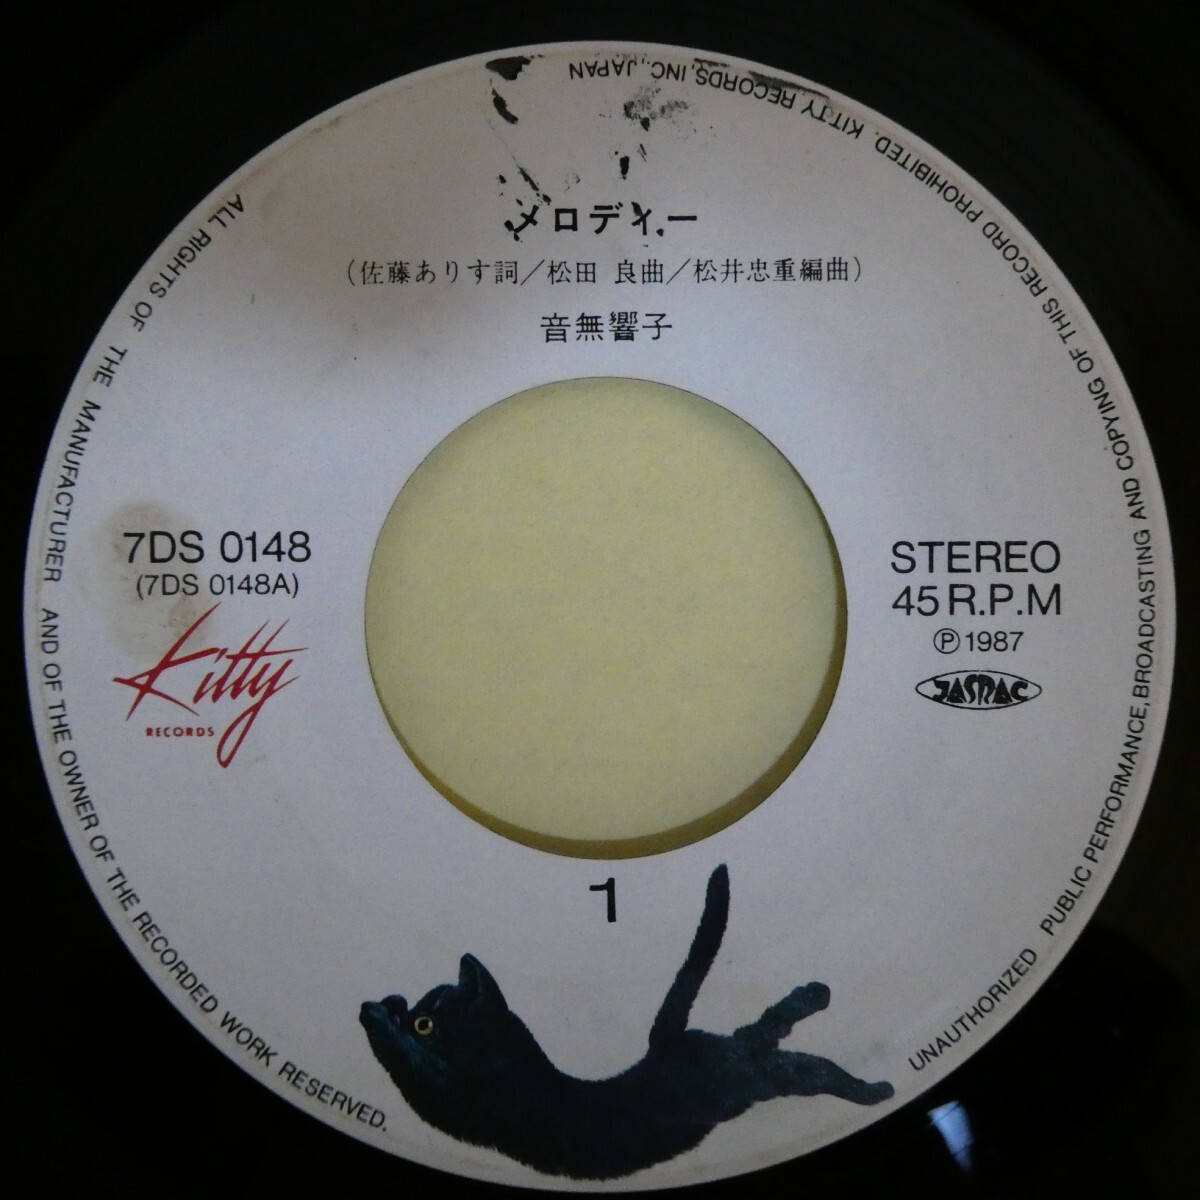 メロディー
(佐藤ありす詞/松田 良曲/松井忠重編曲)
音無響子
7DS 0148
(7DS 0148A)
Kitty
RECORDS
STEREO
45 R.P.M
Ⓟ 1987
JASRAC
1
ALL RIGHTS OF THE MANUFACTURER AND OF THE OWNER OF THE RECORDED WORK RESERVED.
UNAUTHORIZED PUBLIC PERFORMANCE, BROADCASTING AND COPYING OF THIS RECORD PROHIBITED. KITTY RECORDS, INC., JAPAN